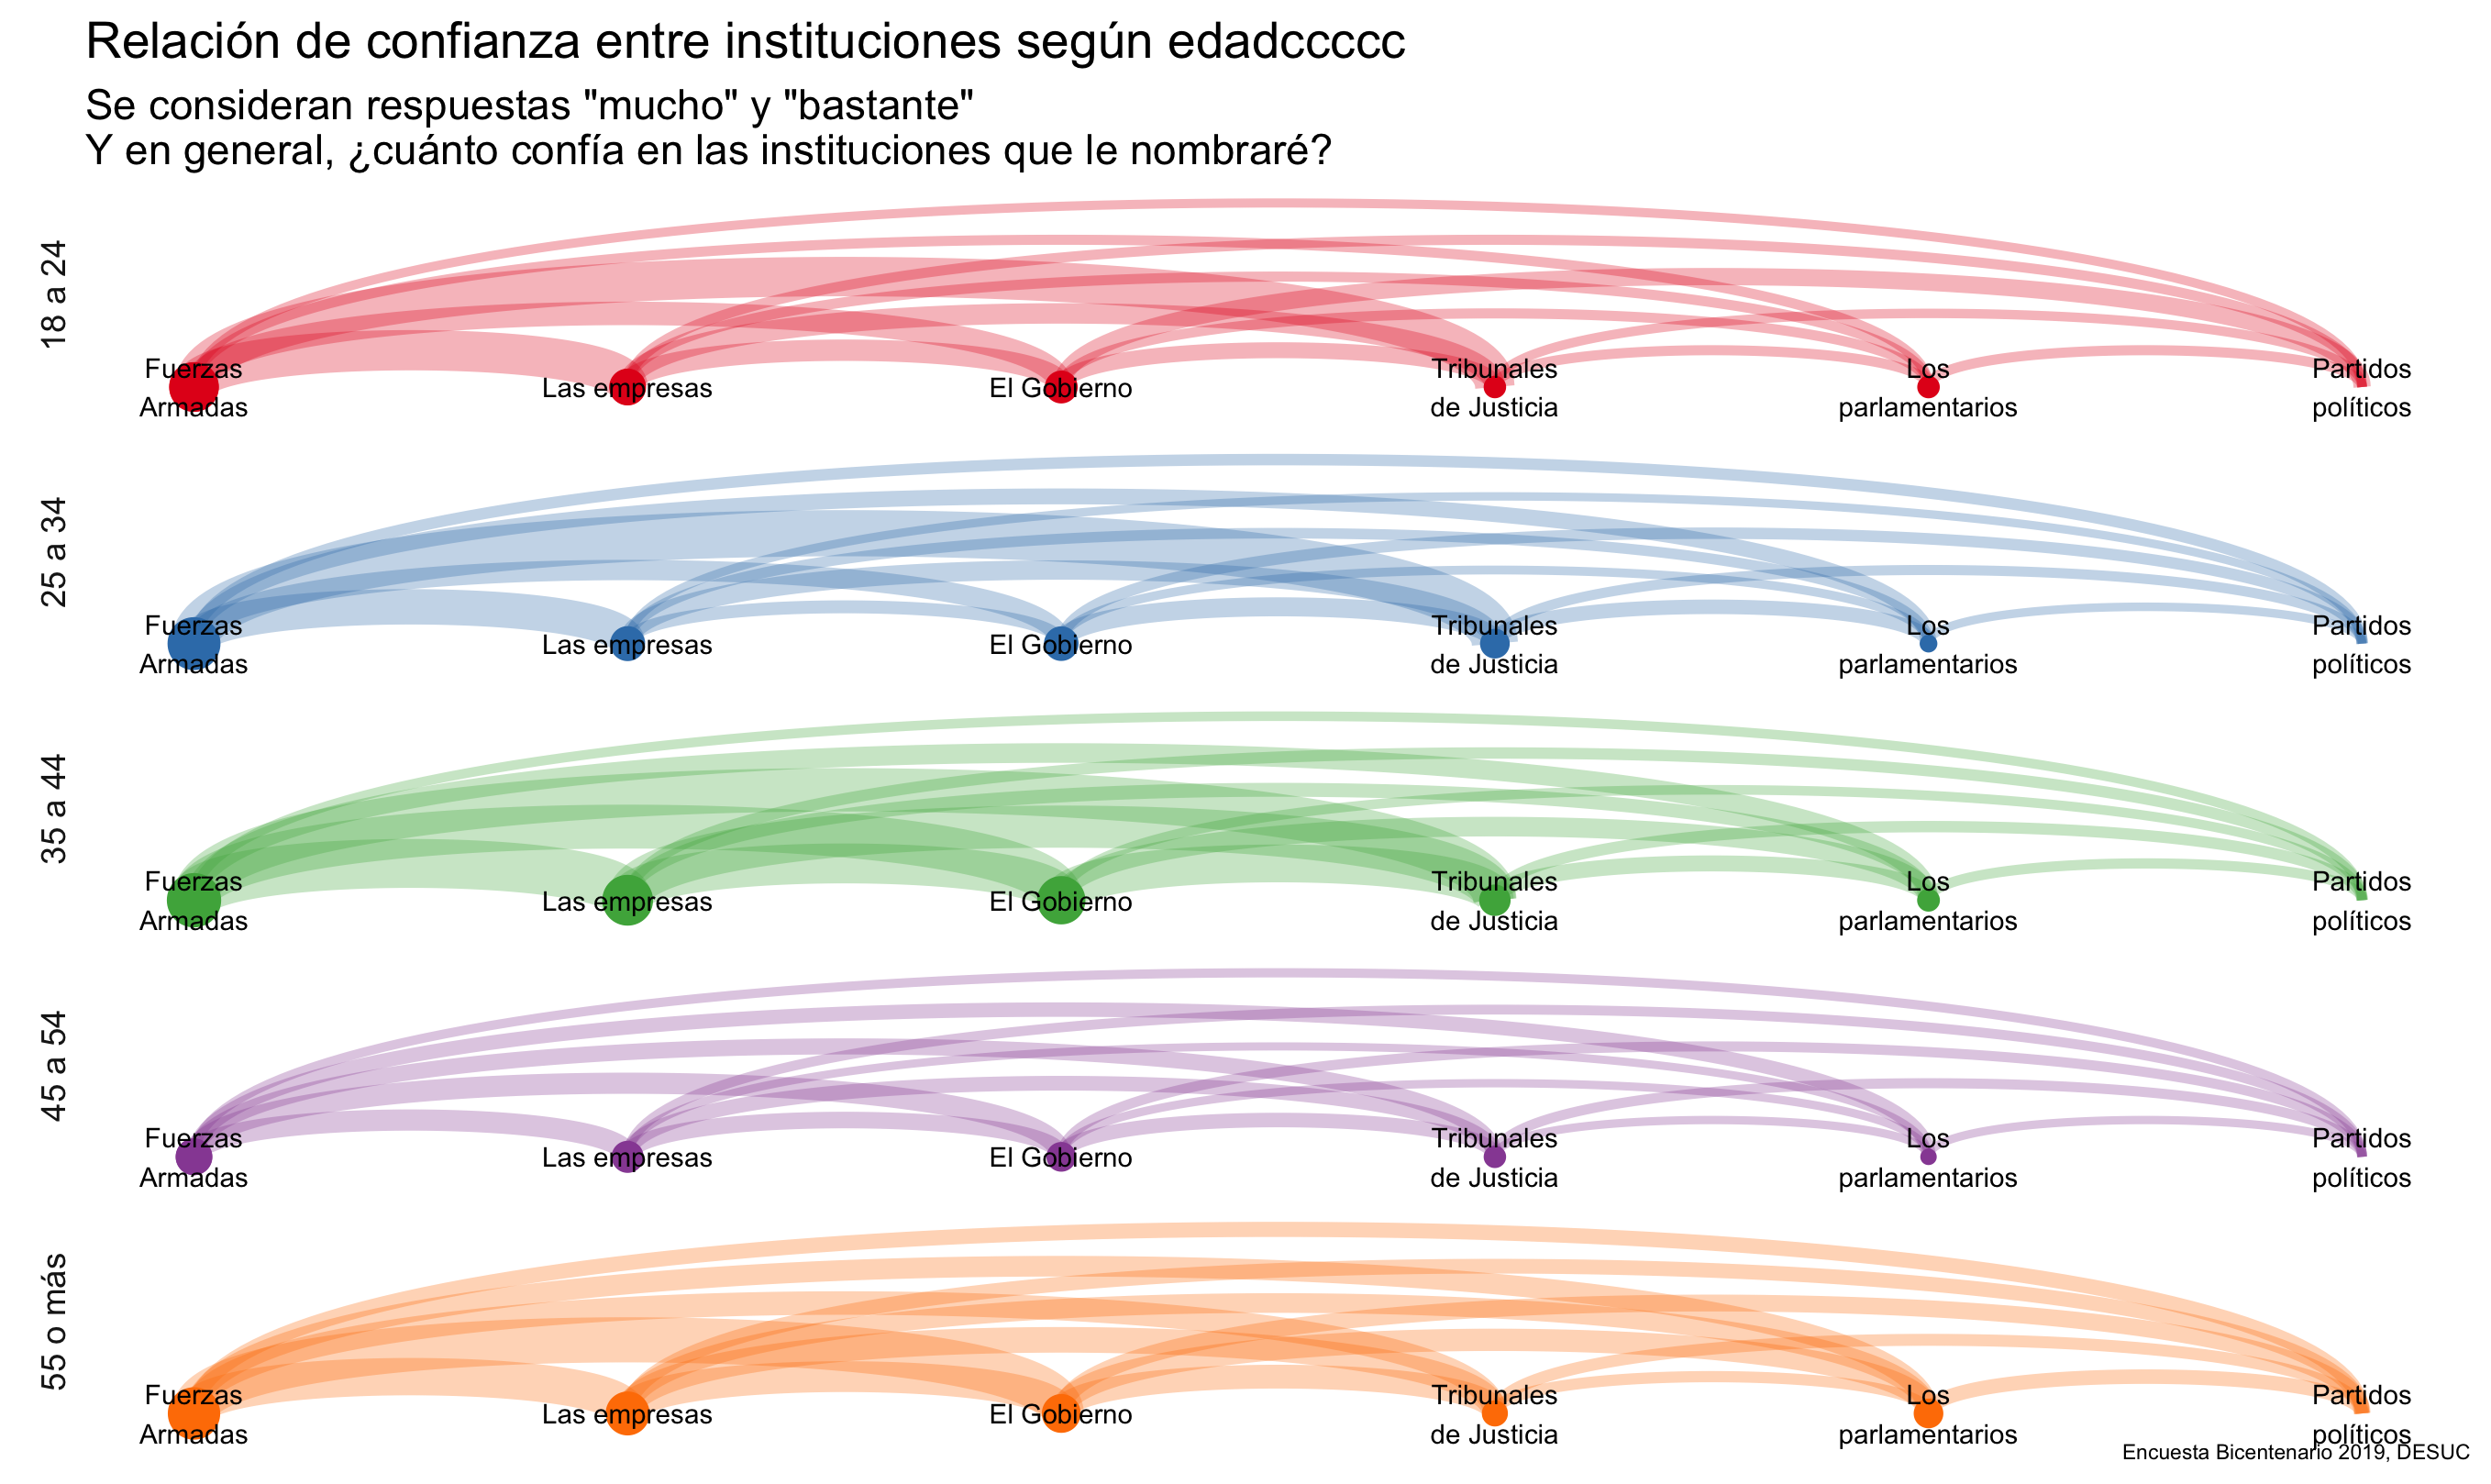 Relación de confianza entre instituciones según edadccccc
Se consideran respuestas "mucho" y "bastante"
Y en general, ¿cuánto confía en las instituciones que le nombraré?
18 a 24
Fuerzas
Armadas
Las empresas
El Gobierno
Tribunales
de Justicia
Los
parlamentarios
Partidos
políticos
25 a 34
Fuerzas
Armadas
Las empresas
El Gobierno
Tribunales
de Justicia
Los
parlamentarios
Partidos
políticos
35 a 44
Fuerzas
Armadas
Las empresas
El Gobierno
Tribunales
de Justicia
Los
parlamentarios
Partidos
políticos
45 a 54
Fuerzas
Armadas
Las empresas
El Gobierno
Tribunales
de Justicia
Los
parlamentarios
Partidos
políticos
55 o más
Fuerzas
Armadas
Las empresas
El Gobierno
Tribunales
de Justicia
Los
parlamentarios
Partidos
políticos
Encuesta Bicentenario 2019, DESUC